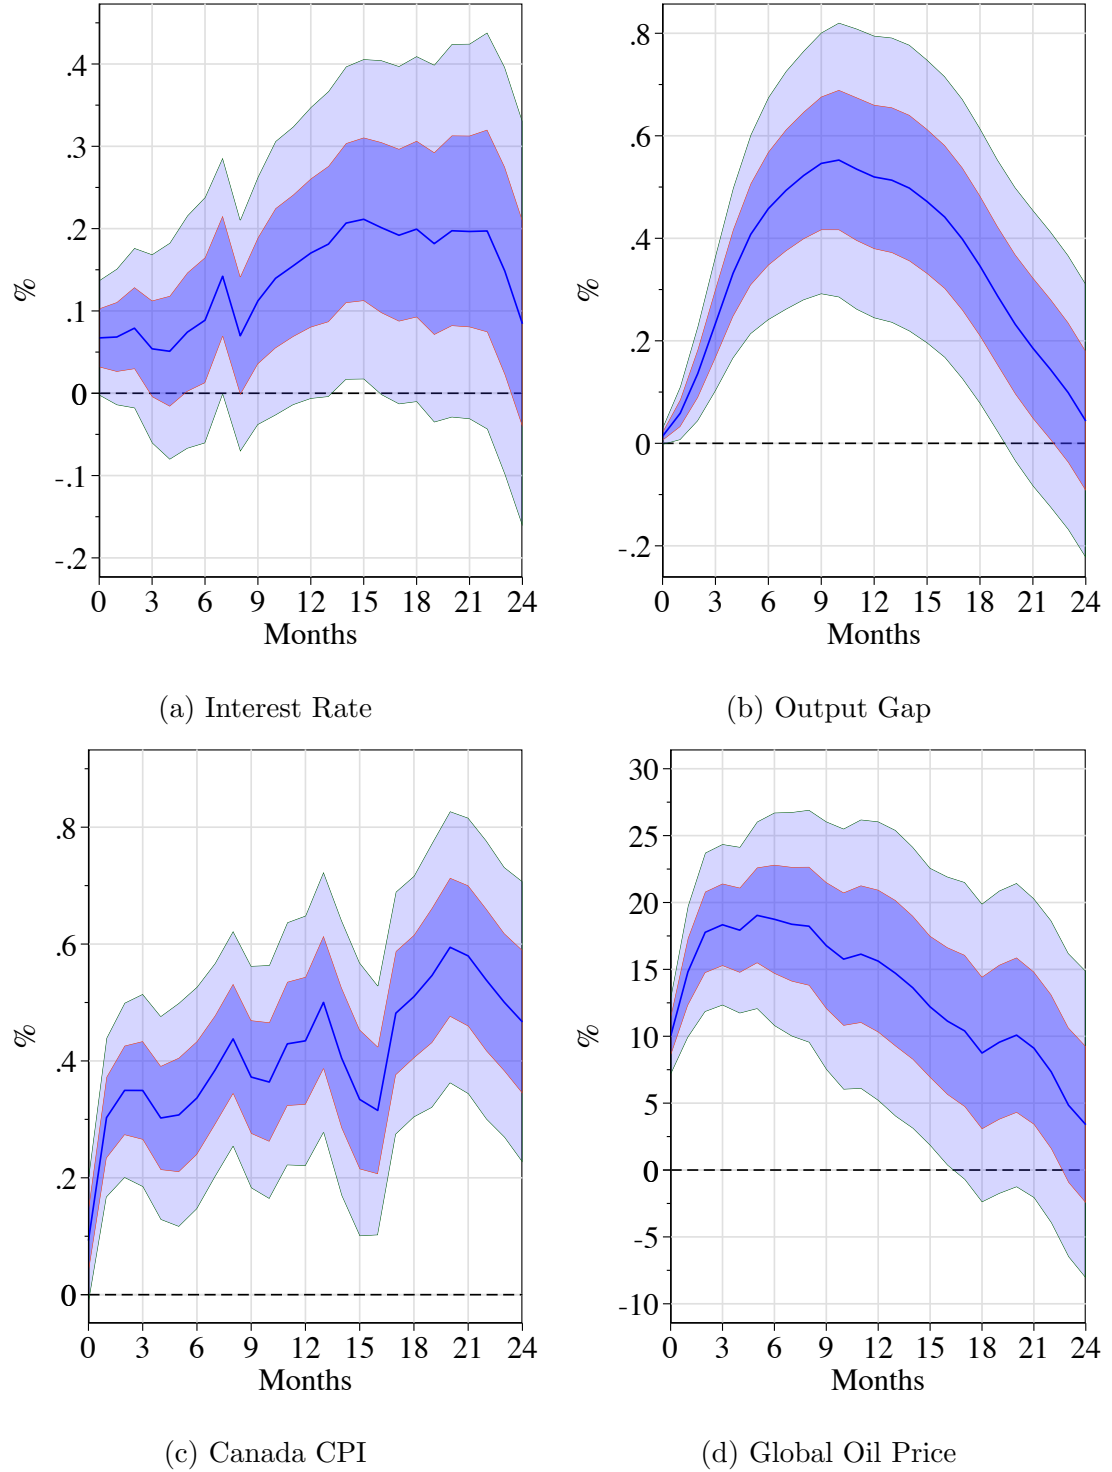 .4
.3
.2
.1
0
-.1
-.2
%
0 3 6 9 12 15 18 21 24
Months
(a) Interest Rate
.8
.6
.4
.2
0
-.2
%
0 3 6 9 12 15 18 21 24
Months
(b) Output Gap
.8
.6
.4
.2
0
%
0 3 6 9 12 15 18 21 24
Months
(c) Canada CPI
30
25
20
15
10
5
0
-5
-10
%
0 3 6 9 12 15 18 21 24
Months
(d) Global Oil Price